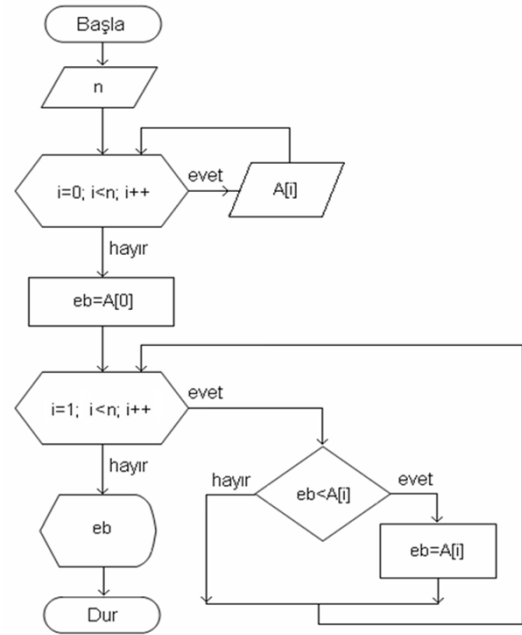 Başla
n
i=0; i<n; i++
evet
A[i]
hayır
eb=A[0]
i=1; i<n; i++
evet
hayır
eb<A[i]
hayır
evet
eb=A[i]
eb
Dur